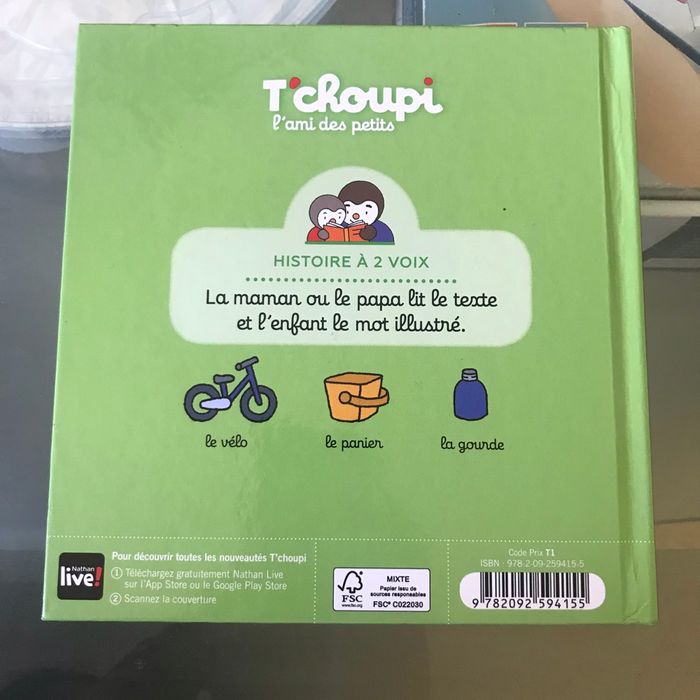 T'choupi
l'ami des petits
HISTOIRE À 2 VOIX
La maman ou le papa lit le texte
et l'enfant le mot illustré.
le vélo
le panier
la gourde
Nathan
live!
Pour découvrir toutes les nouveautés T'choupi
1 Téléchargez gratuitement Nathan Live
sur l'App Store ou le Google Play Store
2 Scannez la couverture
FSC
www.fsc.org
MIXTE
Papier issu de
sources responsables
FSC® C022030
Code Prix T1
ISBN : 978-2-09-259415-5
9 782092 594155